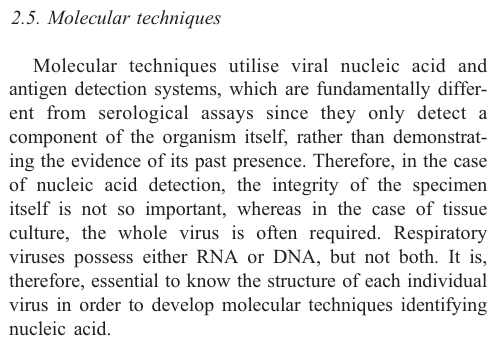 2.5. Molecular techniques
Molecular techniques utilise viral nucleic acid and
antigen detection systems, which are fundamentally differ-
ent from serological assays since they only detect a
component of the organism itself, rather than demonstrat-
ing the evidence of its past presence. Therefore, in the case
of nucleic acid detection, the integrity of the specimen
itself is not so important, whereas in the case of tissue
culture, the whole virus is often required. Respiratory
viruses possess either RNA or DNA, but not both. It is,
therefore, essential to know the structure of each individual
virus in order to develop molecular techniques identifying
nucleic acid.